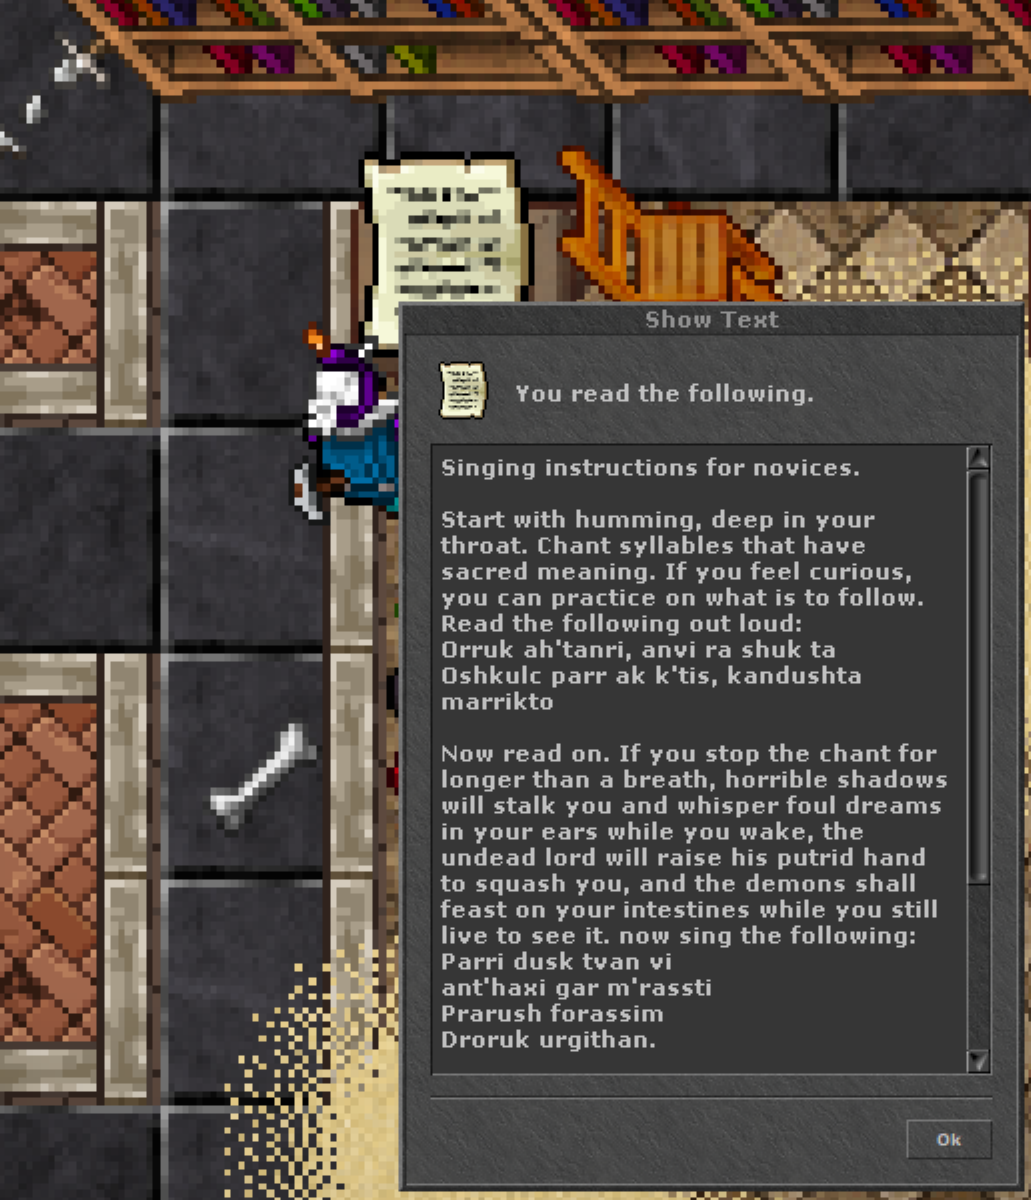 Show Text
You read the following.
Singing instructions for novices.
Start with humming, deep in your
throat. Chant syllables that have
sacred meaning. If you feel curious,
you can practice on what is to follow.
Read the following out loud:
Orruk ah'tanri, anvi ra shuk ta
Oshkulc parr ak k'tis, kandushta
marrikto
Now read on. If you stop the chant for
longer than a breath, horrible shadows
will stalk you and whisper foul dreams
in your ears while you wake, the
undead lord will raise his putrid hand
to squash you, and the demons shall
feast on your intestines while you still
live to see it. now sing the following:
Parri dusk tvan vi
ant'haxi gar m'rassti
Prarush forassim
Droruk urgithan.
Ok